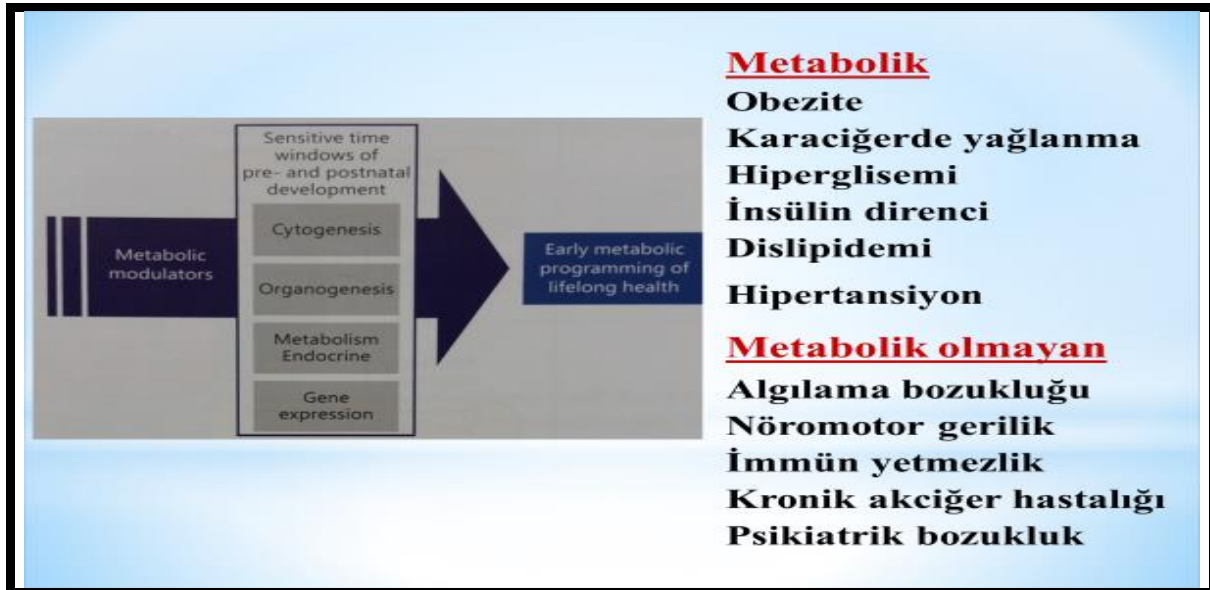 Sensitive time
windows of
pre- and postnatal
development
Cytogenesis
Metabolic
modulators
Organogenesis
Metabolism
Endocrine
Gene
expression
Early metabolic
programming of
lifelong health
Metabolik
Obezite
Karaciğerde yağlanma
Hiperglisemi
İnsülin direnci
Dislipidemi
Hipertansiyon
Metabolik olmayan
Algılama bozukluğu
Nöromotor gerilik
İmmün yetmezlik
Kronik akciğer hastalığı
Psikiatrik bozukluk